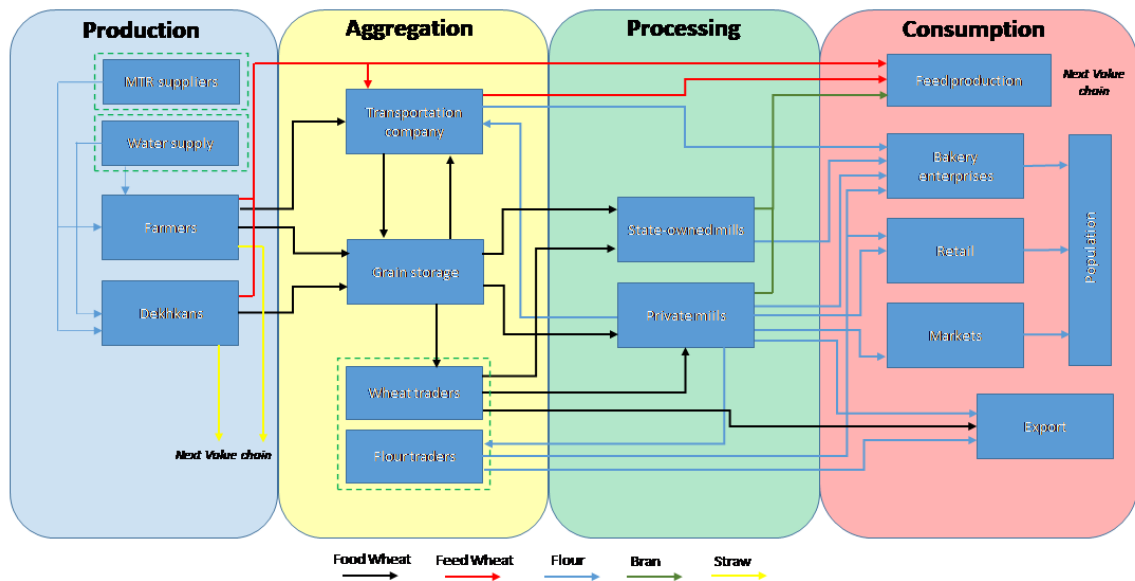 Production
MTR suppliers
Water supply
Farmers
Dekhkans
Next Value chain
Aggregation
Transportation
company
Grain storage
Wheat traders
Flour traders
Processing
State-owned mills
Private mills
Consumption
Feed production
Next Value
chain
Bakery
enterprises
Retail
Markets
Population
Export
Food Wheat
Feed Wheat
Flour
Bran
Straw